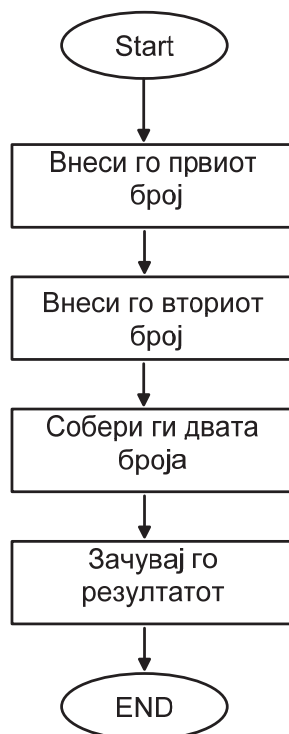 Start
Внеси го првиот
број
Внеси го вториот
број
Собери ги двата
броја
Зачувај го
резултатот
END